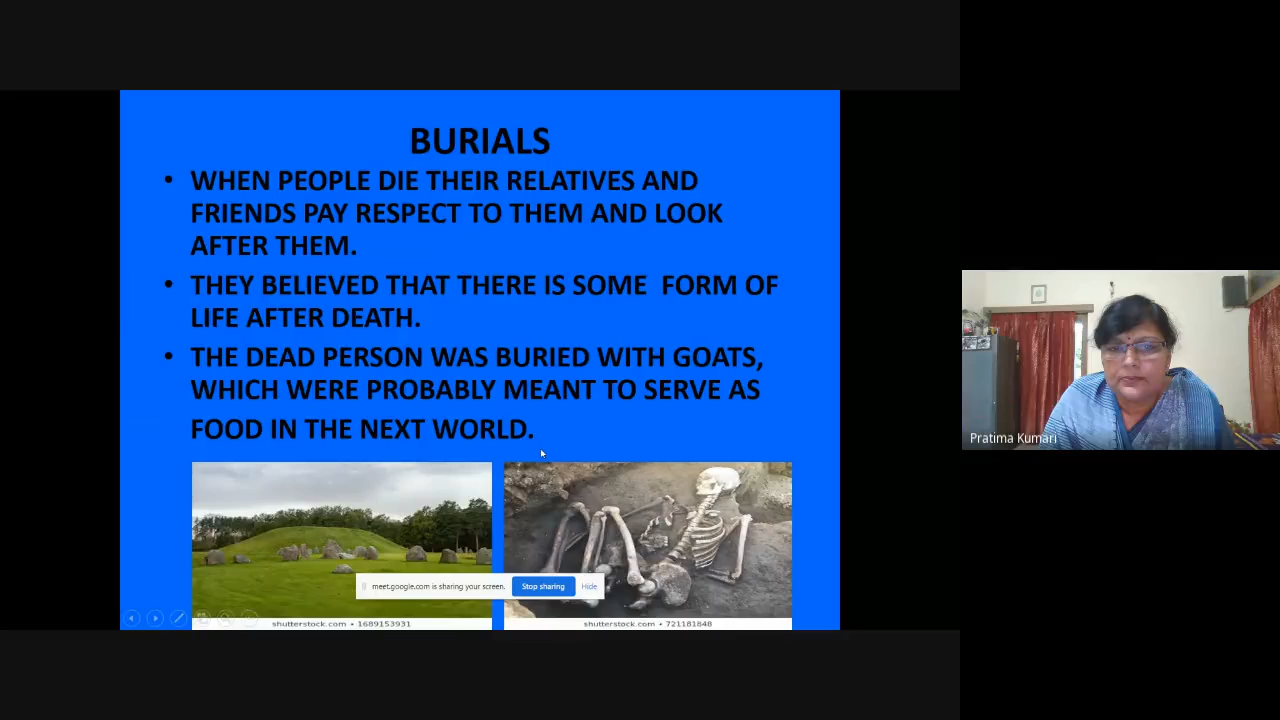 BURIALS
• WHEN PEOPLE DIE THEIR RELATIVES AND
FRIENDS PAY RESPECT TO THEM AND LOOK
AFTER THEM.
• THEY BELIEVED THAT THERE IS SOME  FORM OF
LIFE AFTER DEATH.
• THE DEAD PERSON WAS BURIED WITH GOATS,
WHICH WERE PROBABLY MEANT TO SERVE AS
FOOD IN THE NEXT WORLD.
meet.google.com is sharing your screen. Stop sharing Hide
shutterstock.com • 1689153931
shutterstock.com • 721181848
Pratima Kumari